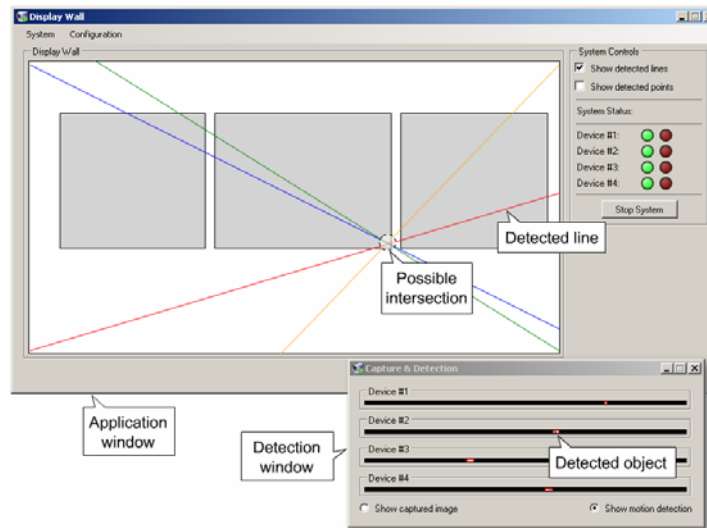 Display Wall
System Configuration
Display Wall
System Controls
Show detected lines
Show detected points
System Status:
Device #1:
Device #2:
Device #3:
Device #4:
Stop System
Detected line
Possible
intersection
Application
window
Capture & Detection
Device #1
Device #2
Device #3
Device #4
Detection
window
Detected object
Show captured image
Show motion detection